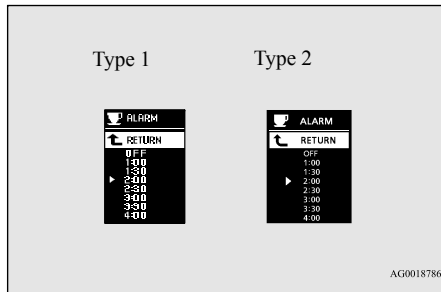 Type 1
ALARM
RETURN
OFF
1:00
1:30
2:00
2:30
3:00
3:30
4:00
Type 2
ALARM
RETURN
OFF
1:00
1:30
2:00
2:30
3:00
3:30
4:00
AG0018786